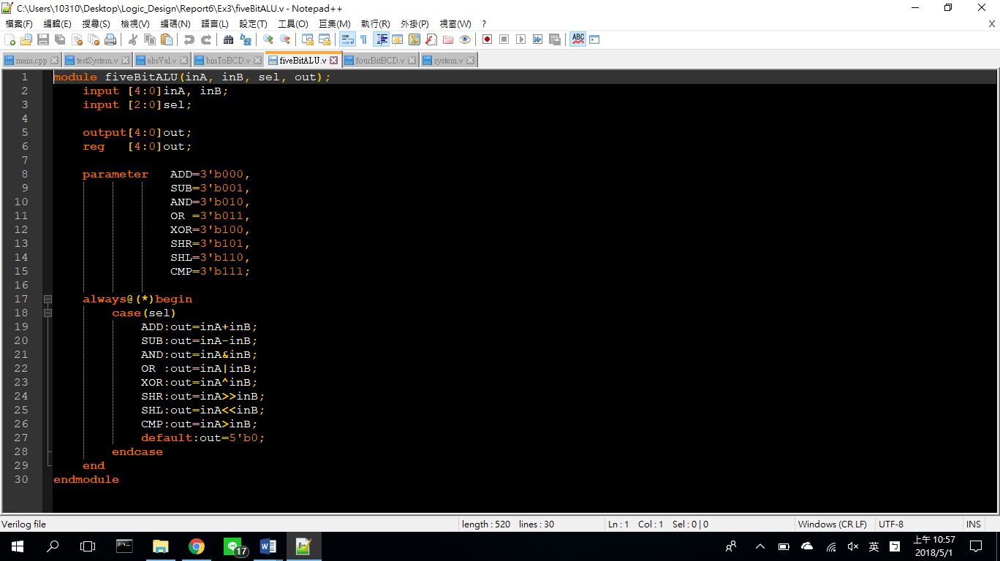 C:\Users\10310\Desktop\Logic_Design\Report6\Ex3\fiveBitALU.v - Notepad++
檔案(F) 編輯(E) 搜尋(S) 檢視(V) 編碼(N) 語言(L) 設定(T) 工具(O) 巨集(M) 執行(R) 外掛(P) 視窗(W) ? X
main.cpp testSystem.v absVal.v binToBCD.v fiveBitALU.v fourBitBCD.v system.v
1 module fiveBitALU(inA, inB, sel, out);
2 input [4:0]inA, inB;
3 input [2:0]sel;
4
5 output[4:0]out;
6 reg   [4:0]out;
7
8 parameter   ADD=3'b000,
9 SUB=3'b001,
10 AND=3'b010,
11 OR =3'b011,
12 XOR=3'b100,
13 SHR=3'b101,
14 SHL=3'b110,
15 CMP=3'b111;
16
17 always@(*)begin
18 case(sel)
19 ADD:out=inA+inB;
20 SUB:out=inA-inB;
21 AND:out=inA&inB;
22 OR :out=inA|inB;
23 XOR:out=inA^inB;
24 SHR:out=inA>>inB;
25 SHL:out=inA<<inB;
26 CMP:out=inA>inB;
27 default:out=5'b0;
28 endcase
29 end
30 endmodule
Verilog file length : 520 lines : 30 Ln : 1 Col : 1 Sel : 0 | 0 Windows (CR LF) UTF-8 INS
17 英 上午 10:57
2018/5/1